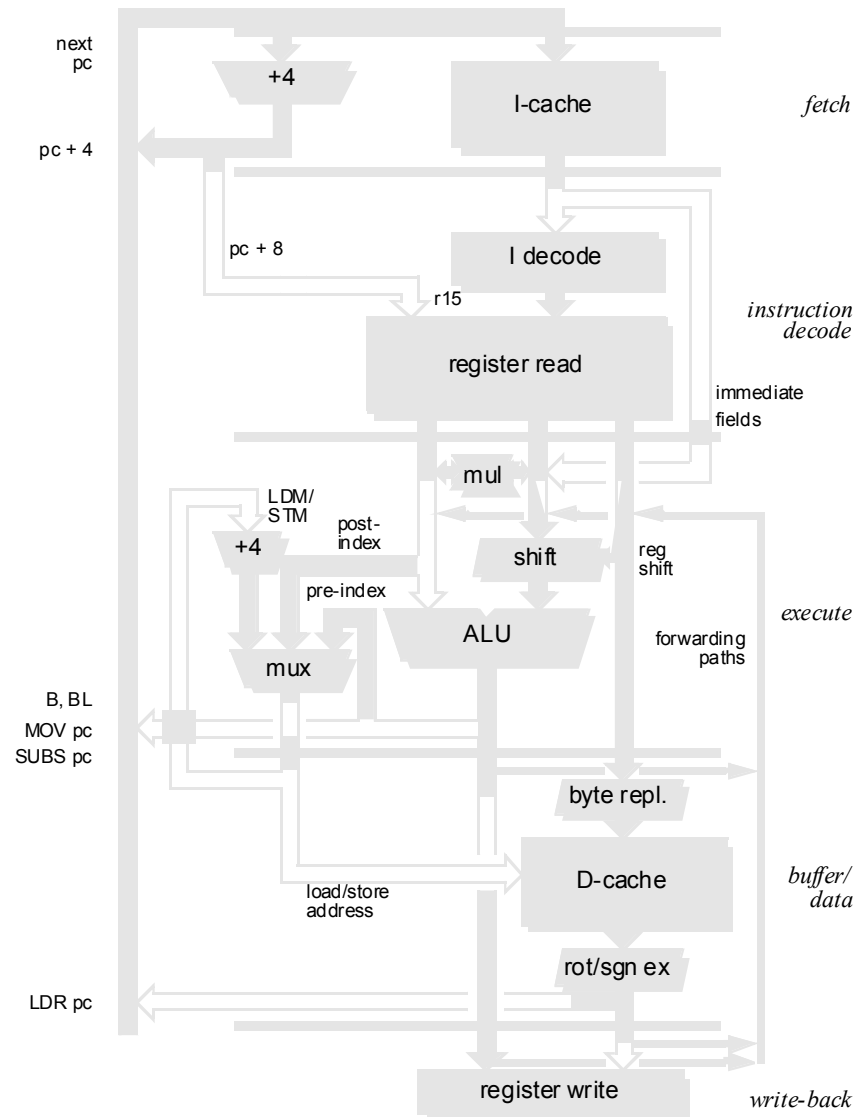 next
pc
+4
I-cache
fetch
pc + 4
pc + 8
I decode
r15
instruction
decode
register read
immediate
fields
mul
LDM/
STM
post-
index
+4
shift
reg
shift
pre-index
ALU
execute
forwarding
paths
mux
B, BL
MOV pc
SUBS pc
byte repl.
D-cache
buffer/
data
load/store
address
rot/sgn ex
LDR pc
register write
write-back